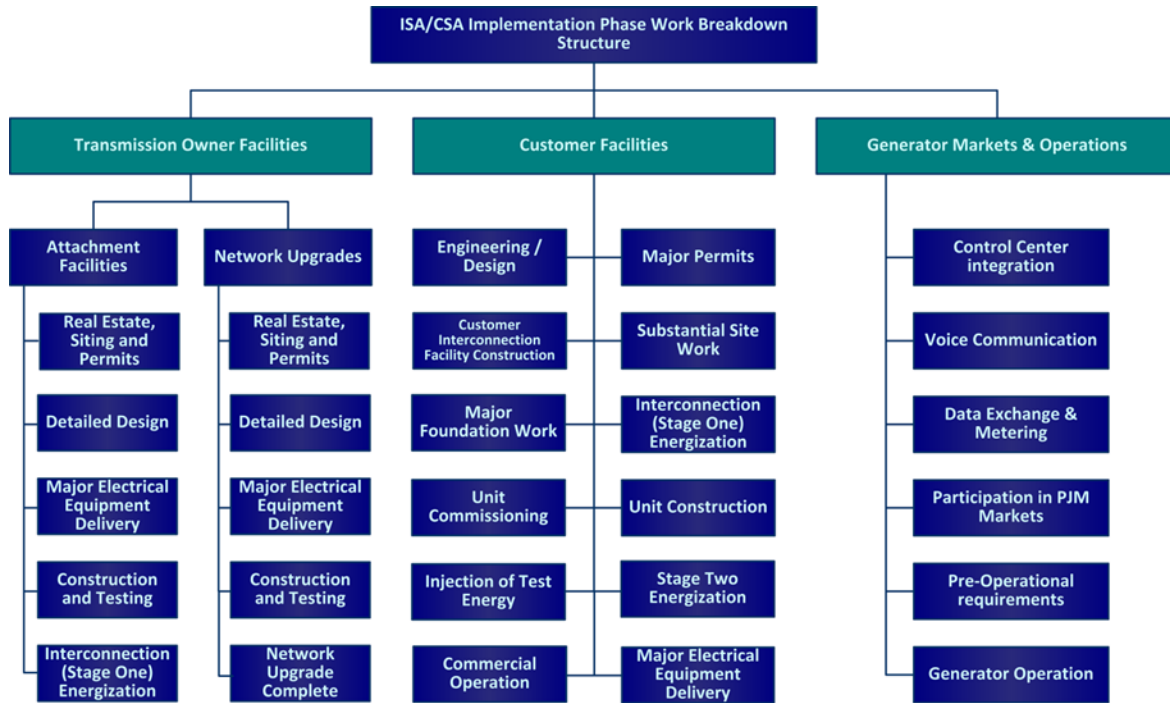 ISA/CSA Implementation Phase Work Breakdown
Structure
Transmission Owner Facilities
Customer Facilities
Generator Markets & Operations
Attachment
Facilities
Real Estate,
Siting and
Permits
Detailed Design
Major Electrical
Equipment
Delivery
Construction
and Testing
Interconnection
(Stage One)
Energization
Network Upgrades
Real Estate,
Siting and
Permits
Detailed Design
Major Electrical
Equipment
Delivery
Construction
and Testing
Network
Upgrade
Complete
Engineering /
Design
Customer
Interconnection
Facility Construction
Major
Foundation Work
Unit
Commissioning
Injection of Test
Energy
Commercial
Operation
Major Permits
Substantial Site
Work
Interconnection
(Stage One)
Energization
Unit Construction
Stage Two
Energization
Major Electrical
Equipment
Delivery
Control Center
integration
Voice Communication
Data Exchange &
Metering
Participation in PJM
Markets
Pre-Operational
requirements
Generator Operation